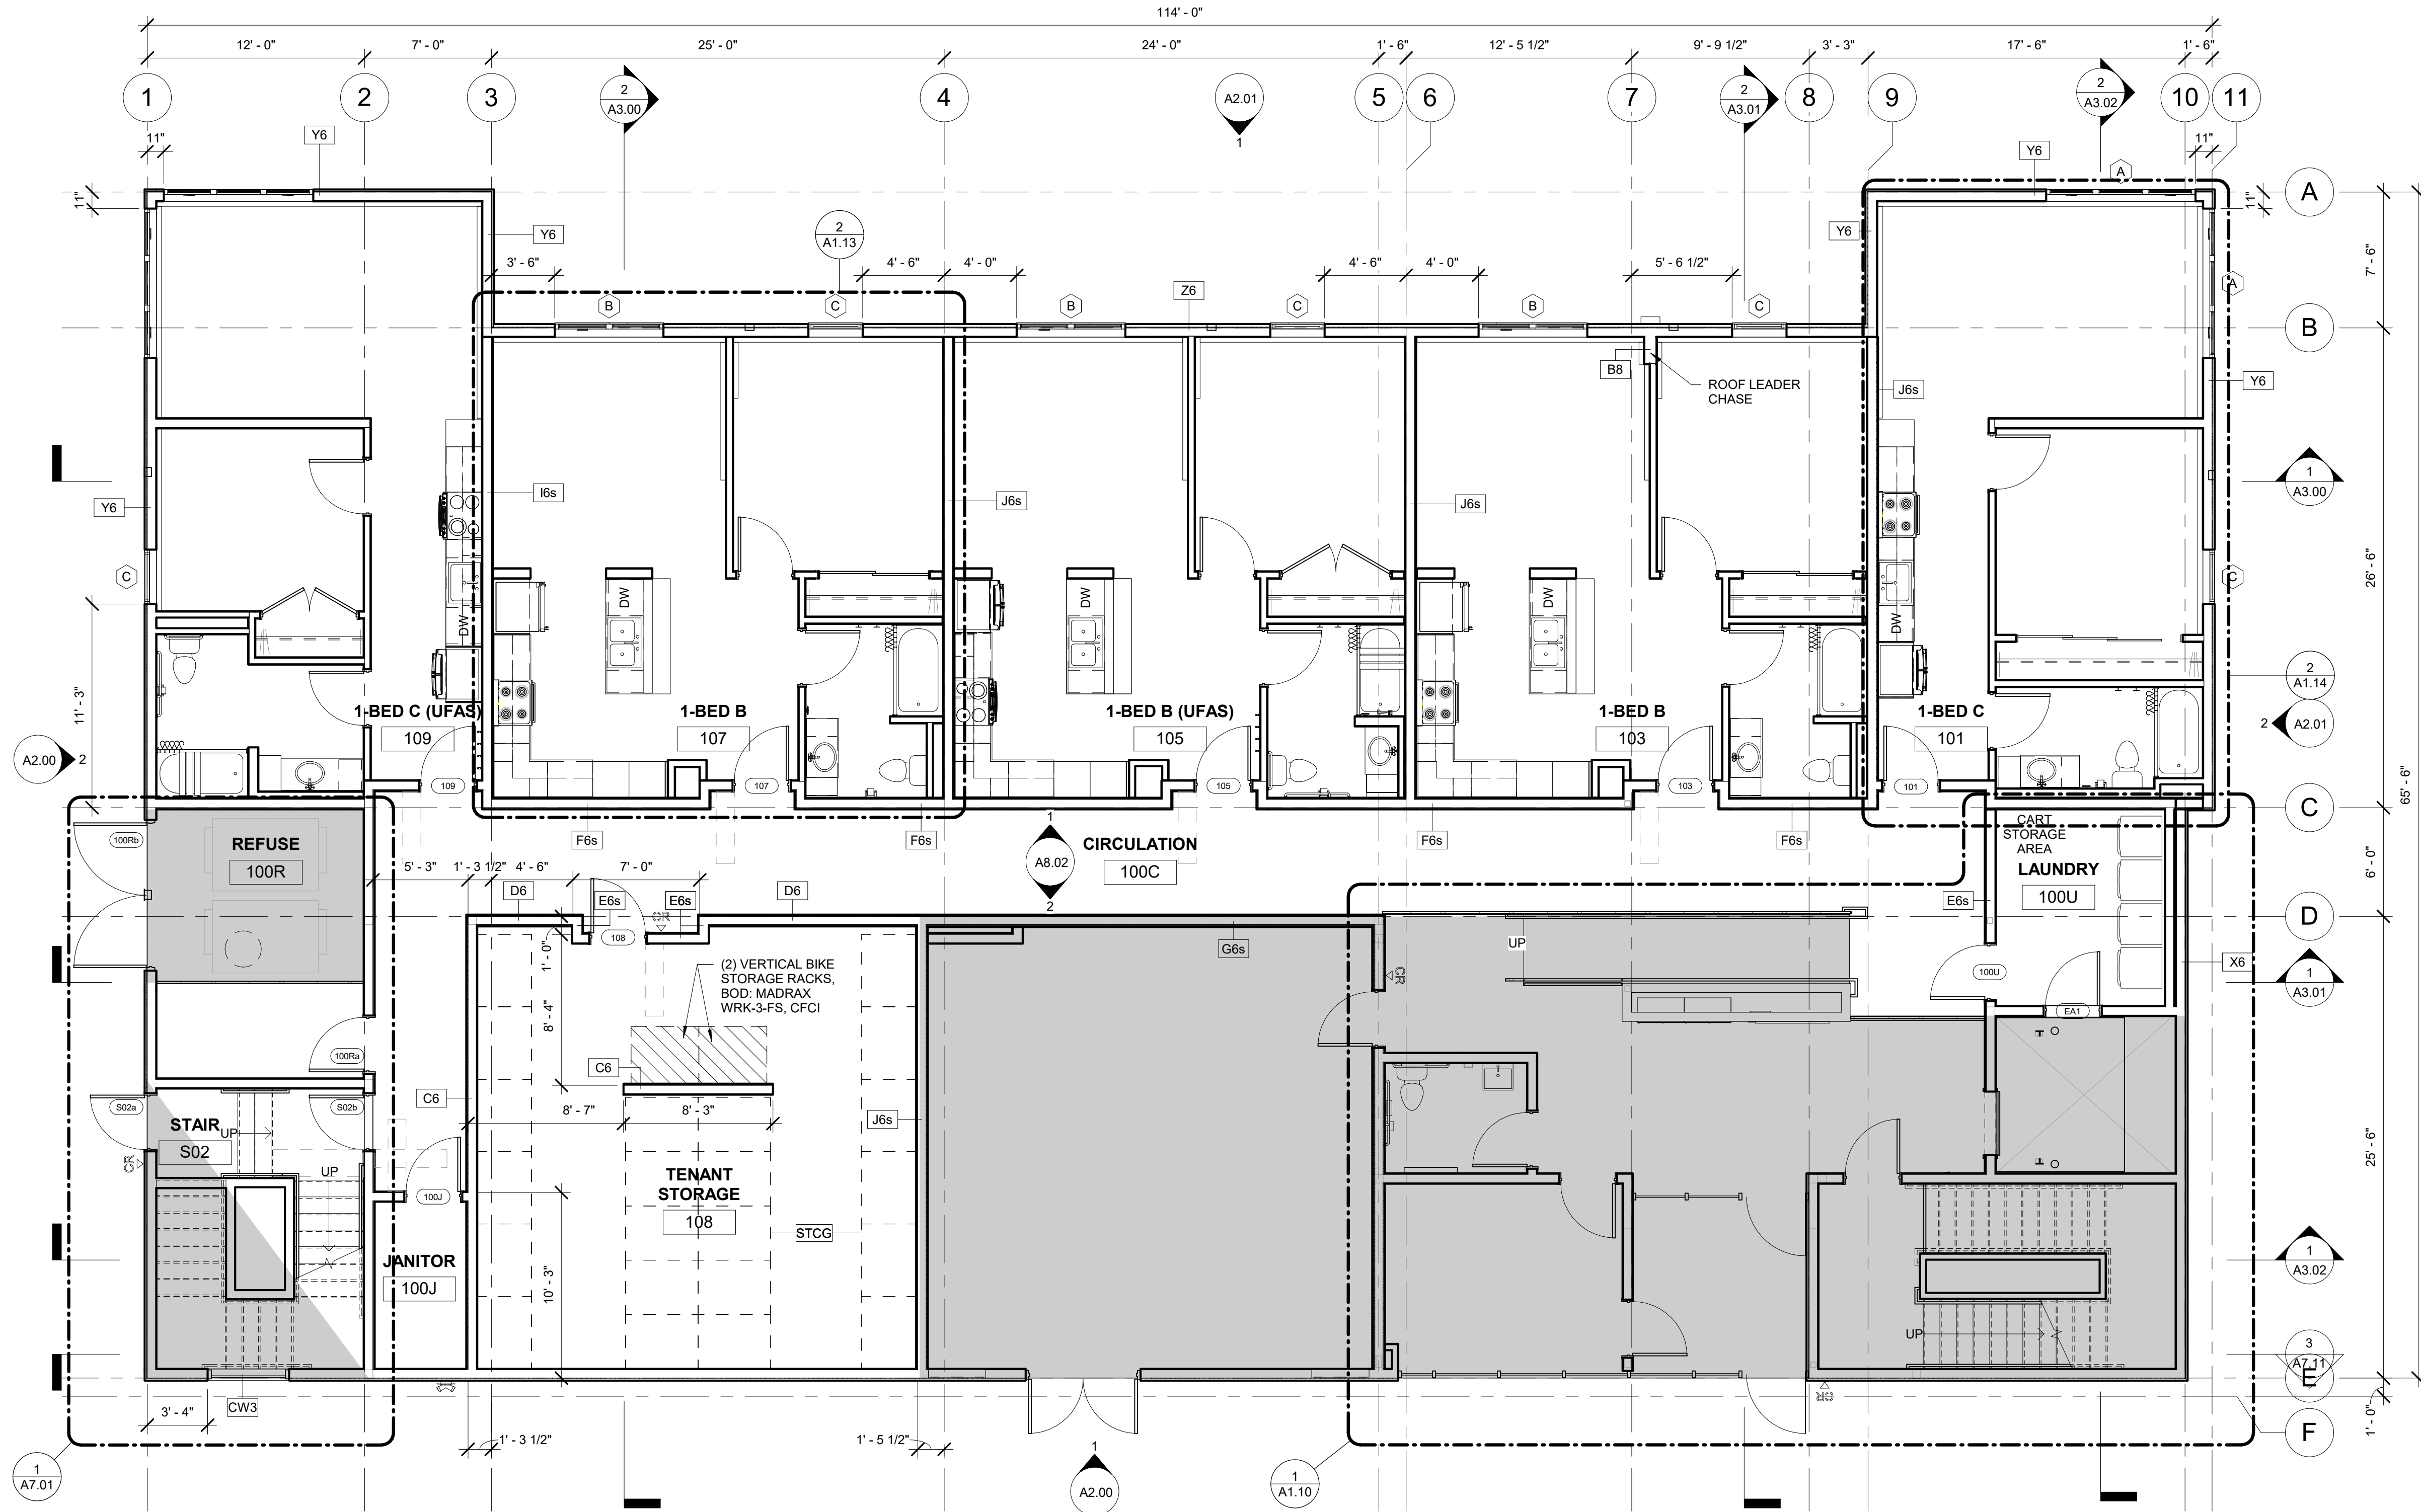 114' - 0"
12' - 0"
7' - 0"
25' - 0"
24' - 0"
1' - 6"
12' - 5 1/2"
9' - 9 1/2"
3' - 3"
17' - 6"
1' - 6"
1
2
3
2
A3.00
4
A2.01
1
5
6
7
2
A3.01
8
9
2
A3.02
10
11
11"
Y6
Y6
11"
A
11"
11"
A
Y6
2
A1.13
Y6
3' - 6"
4' - 6"
4' - 0"
4' - 6"
4' - 0"
5' - 6 1/2"
7' - 6"
B
C
B
Z6
C
B
C
A
B
B8
ROOF LEADER
CHASE
J6s
Y6
Y6
I6s
J6s
J6s
1
A3.00
C
C
26' - 6"
DW
DW
DW
DW
DW
11' - 3"
2
A1.14
1-BED C (UFAS)
109
1-BED B
107
1-BED B (UFAS)
105
1-BED B
103
1-BED C
101
2
A2.01
A2.00
2
109
107
105
103
101
65' - 6"
C
100Rb
REFUSE
100R
F6s
F6s
1
A8.02
2
CIRCULATION
100C
F6s
F6s
CART
STORAGE
AREA
LAUNDRY
100U
6' - 0"
5' - 3"
1' - 3 1/2"
4' - 6"
7' - 0"
D6
E6s
E6s
D6
E6s
CR
108
D
1' - 0"
G6s
UP
(2) VERTICAL BIKE
STORAGE RACKS,
BOD: MADRAX
WRK-3-FS, CFCI
CR
100U
X6
1
A3.01
8' - 4"
EA1
100Ra
C6
C6
S02a
S02b
8' - 7"
8' - 3"
J6s
STAIR
S02
UP
UP
CR
25' - 6"
TENANT
STORAGE
108
100J
STCG
JANITOR
100J
10' - 3"
1
A3.02
UP
3
A7.11
E
CW3
CR
3' - 4"
1' - 0"
F
1' - 3 1/2"
1' - 5 1/2"
1
A7.01
1
A2.00
1
A1.10